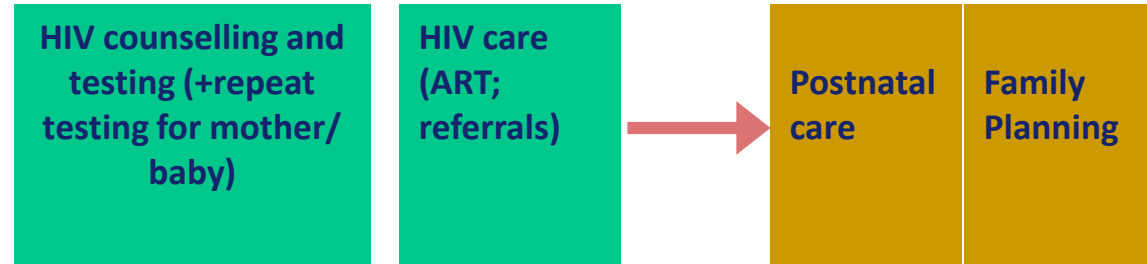 HIV counselling and
testing (+repeat
testing for mother/
baby)
HIV care
(ART;
referrals)
Postnatal
care
Family
Planning